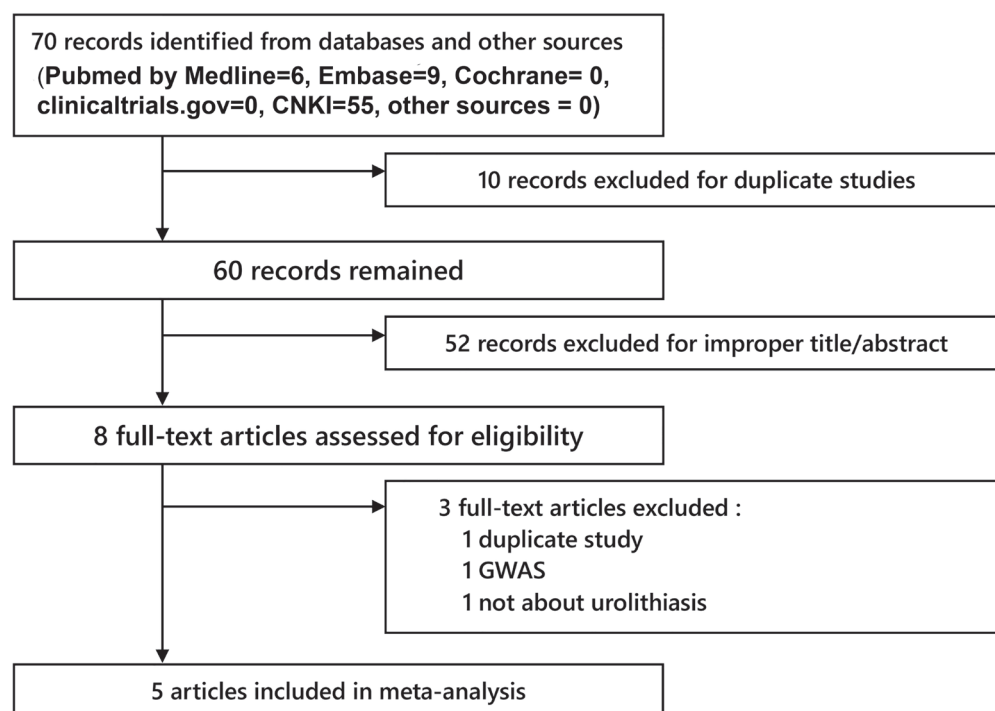 70 records identified from databases and other sources
(Pubmed by Medline=6, Embase=9, Cochrane= 0,
clinicaltrials.gov=0, CNKI=55, other sources = 0)
10 records excluded for duplicate studies
60 records remained
52 records excluded for improper title/abstract
8 full-text articles assessed for eligibility
3 full-text articles excluded :
1 duplicate study
1 GWAS
1 not about urolithiasis
5 articles included in meta-analysis